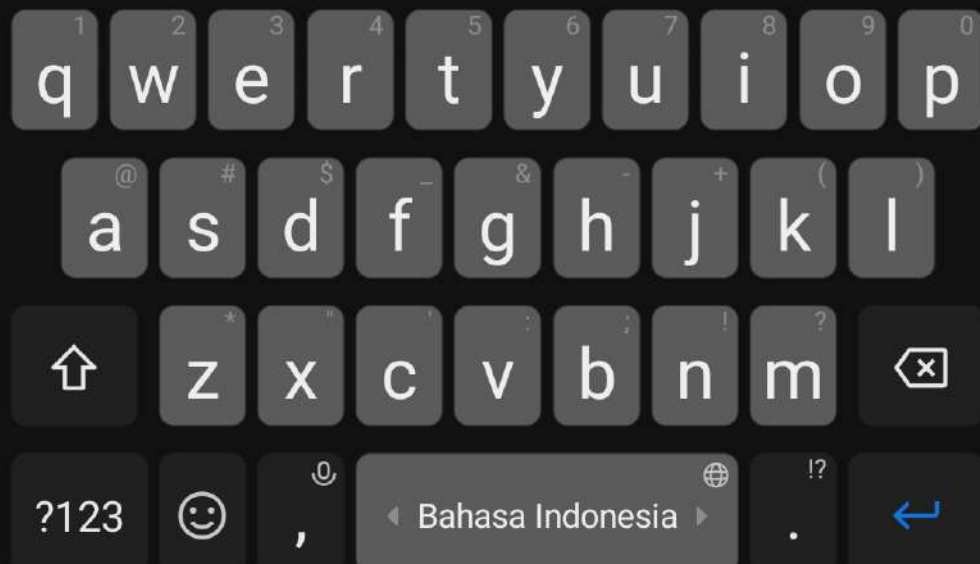 1 2 3 4 5 6 7 8 9 0
q w e r t y u i o p
@ # $ _ & - + ( )
a s d f g h j k l
* " ' : ; ! ?
z x c v b n m
!?
?123 , Bahasa Indonesia .